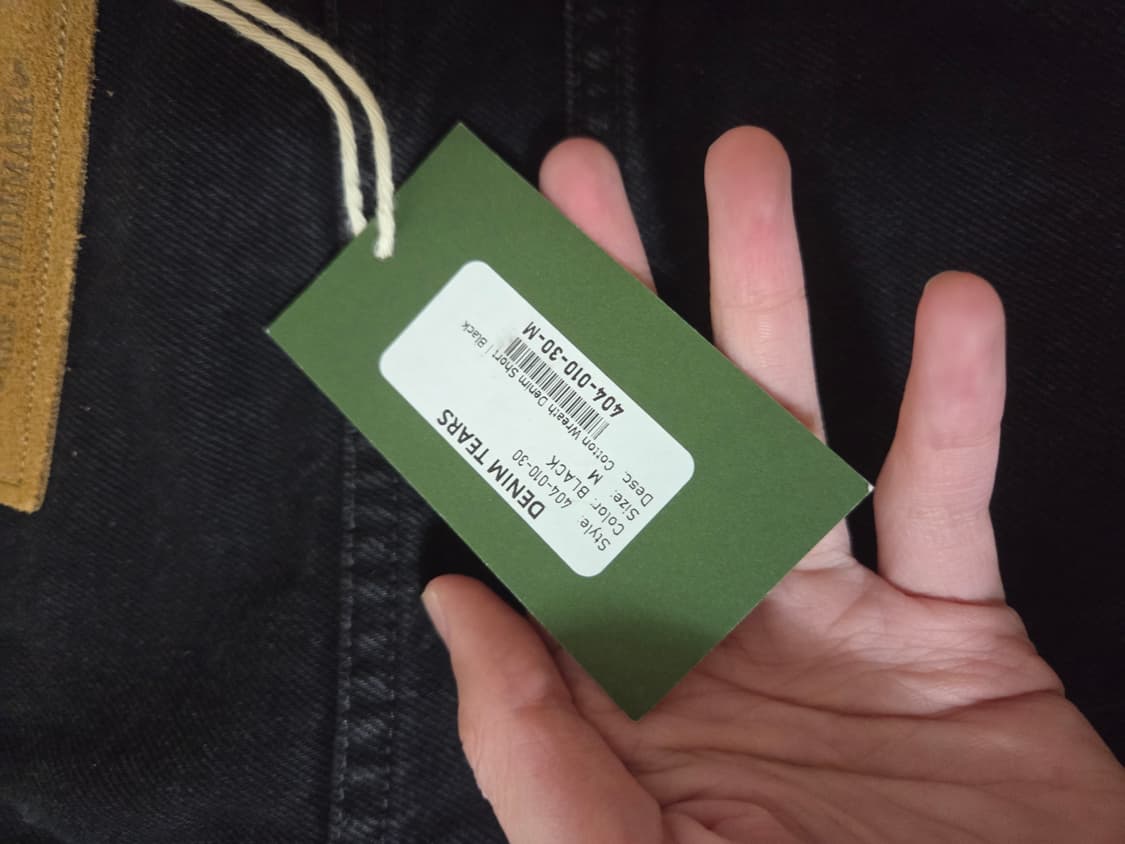 DENIM TEARS
Style: 404-010-30
Color: BLACK
Size: M
Desc: Cotton Wreath Denim Short / Black
404-010-30-M